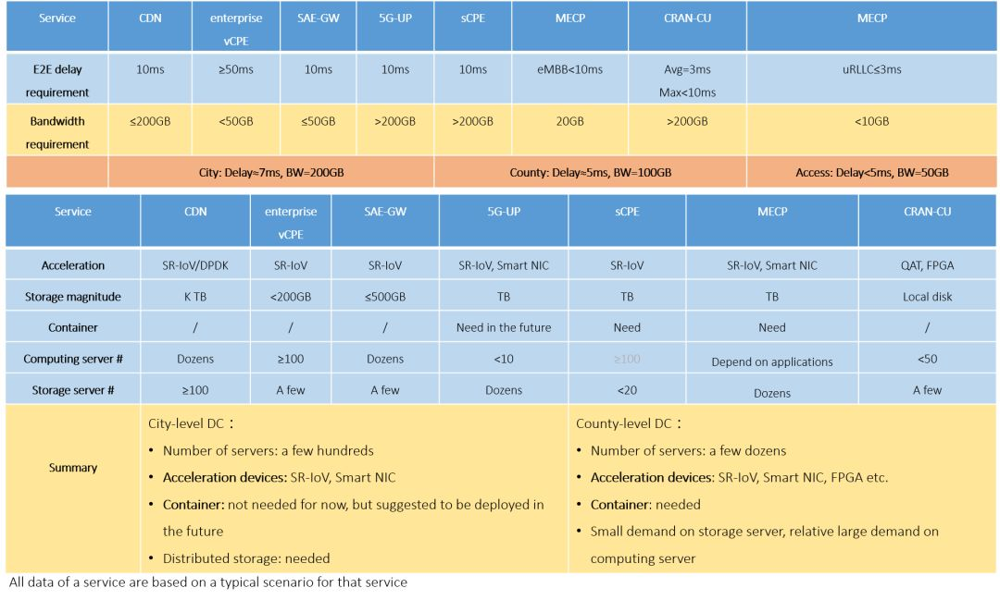 Service CDN enterprise vCPE SAE-GW 5G-UP sCPE MECP CRAN-CU MECP
E2E delay requirement 10ms ≥50ms 10ms 10ms 10ms eMBB<10ms Avg=3ms Max<10ms uRLLC≤3ms
Bandwidth requirement ≤200GB <50GB ≤50GB >200GB >200GB 20GB >200GB <10GB
City: Delay≈7ms, BW=200GB County: Delay≈5ms, BW=100GB Access: Delay<5ms, BW=50GB
Service CDN enterprise vCPE SAE-GW 5G-UP sCPE MECP CRAN-CU
Acceleration SR-IoV/DPDK SR-IoV SR-IoV SR-IoV, Smart NIC SR-IoV SR-IoV, Smart NIC QAT, FPGA
Storage magnitude K TB <200GB ≤500GB TB TB TB Local disk
Container / / / Need in the future Need Need /
Computing server # Dozens ≥100 Dozens <10 ≥100 Depend on applications <50
Storage server # ≥100 A few A few Dozens <20 Dozens A few
Summary
City-level DC：
• Number of servers: a few hundreds
• Acceleration devices: SR-IoV, Smart NIC
• Container: not needed for now, but suggested to be deployed in
the future
• Distributed storage: needed
County-level DC：
• Number of servers: a few dozens
• Acceleration devices: SR-IoV, Smart NIC, FPGA etc.
• Container: needed
• Small demand on storage server, relative large demand on
computing server
All data of a service are based on a typical scenario for that service